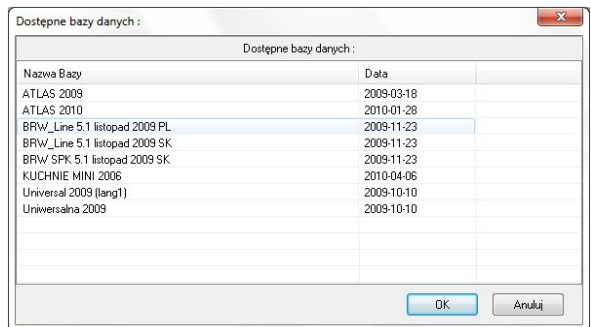 Dostępne bazy danych :
Dostępne bazy danych :
Nazwa Bazy Data
ATLAS 2009 2009-03-18
ATLAS 2010 2010-01-28
BRW_Line 5.1 listopad 2009 PL 2009-11-23
BRW_Line 5.1 listopad 2009 SK 2009-11-23
BRW SPK 5.1 listopad 2009 SK 2009-11-23
KUCHNIE MINI 2006 2010-04-06
Universal 2009 (lang1) 2009-10-10
Uniwersalna 2009 2009-10-10
OK Anuluj